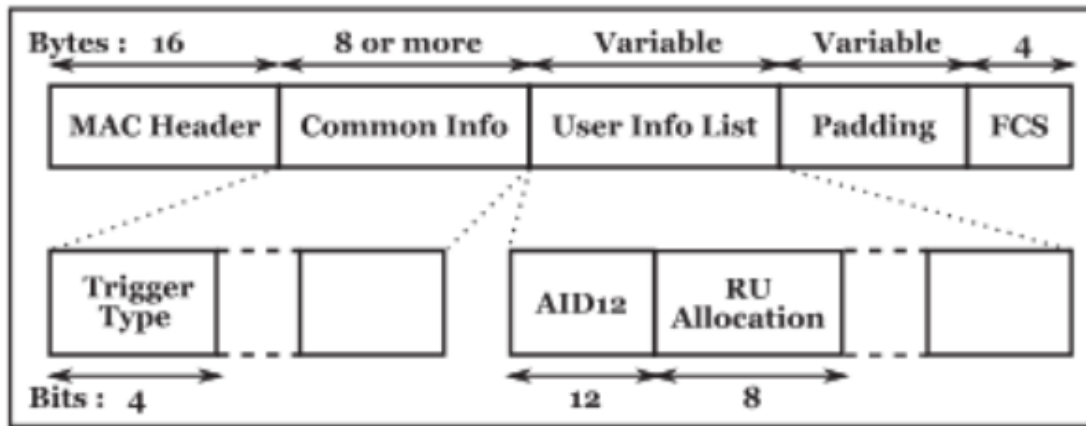 Bytes : 16 8 or more Variable Variable 4
MAC Header Common Info User Info List Padding FCS
Trigger Type AID12 RU Allocation
Bits : 4 12 8